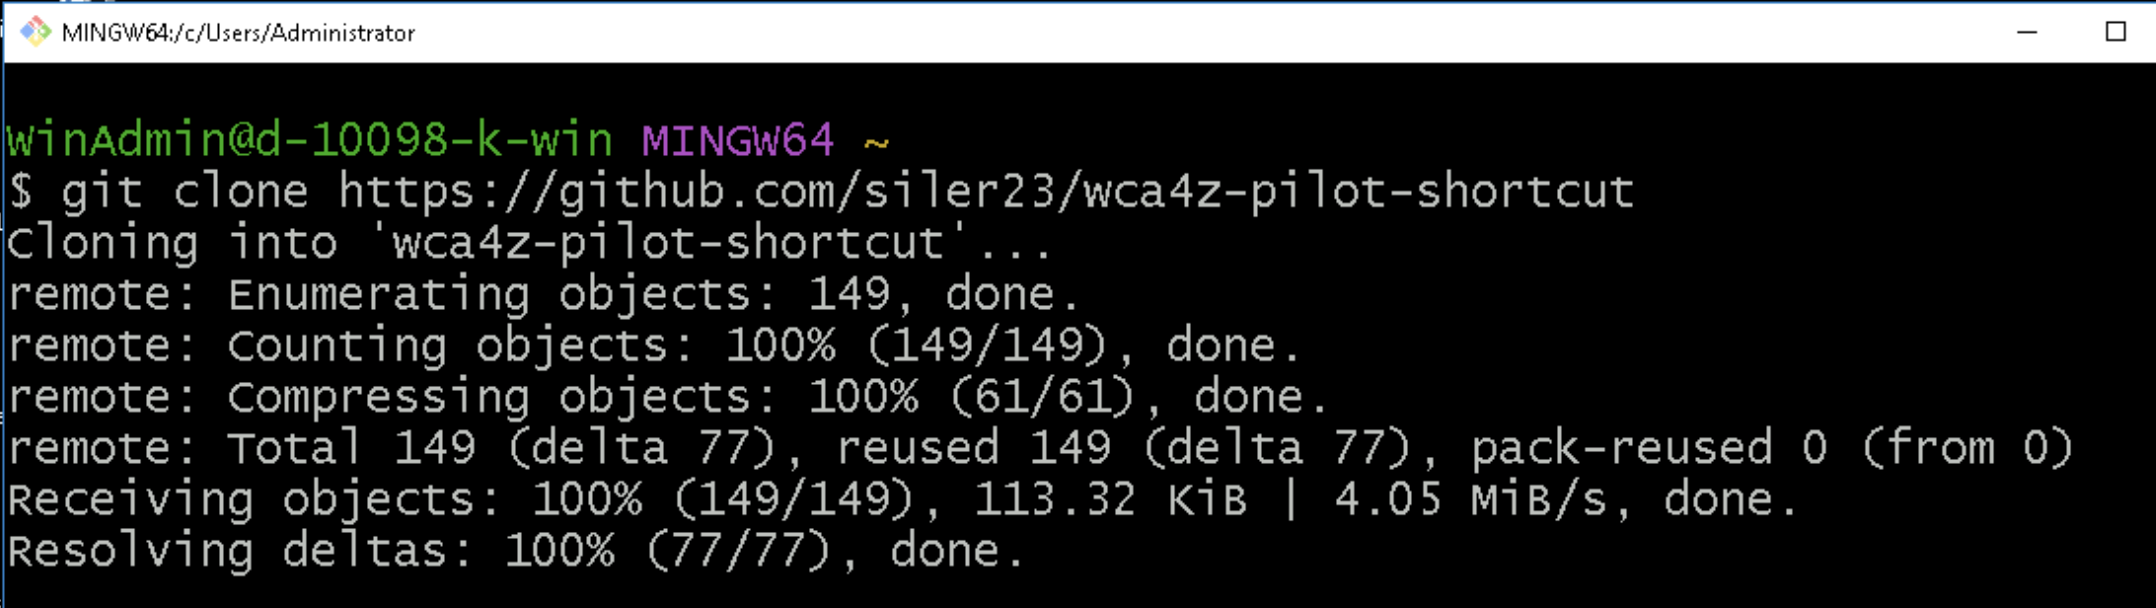 MINGW64:/c/Users/Administrator
WinAdmin@d-10098-k-win MINGW64 ~
$ git clone https://github.com/siler23/wca4z-pilot-shortcut
Cloning into 'wca4z-pilot-shortcut'...
remote: Enumerating objects: 149, done.
remote: Counting objects: 100% (149/149), done.
remote: Compressing objects: 100% (61/61), done.
remote: Total 149 (delta 77), reused 149 (delta 77), pack-reused 0 (from 0)
Receiving objects: 100% (149/149), 113.32 KiB | 4.05 MiB/s, done.
Resolving deltas: 100% (77/77), done.